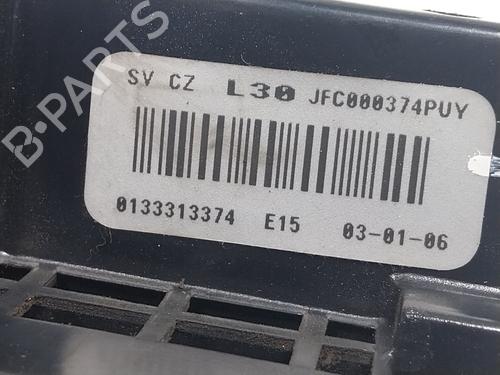 SV CZ L30 JFC000374PUY
0133313374 E15 03-01-06
B-PARTS